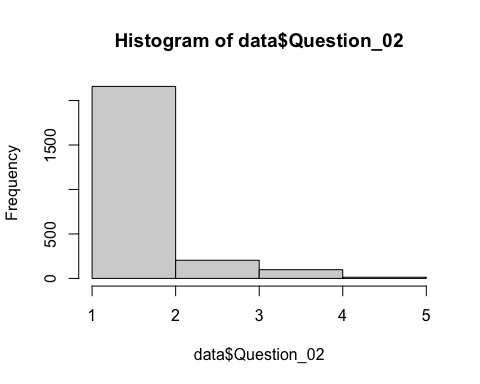 Histogram of data$Question_02
Frequency
1500
500
0
1 2 3 4 5
data$Question_02